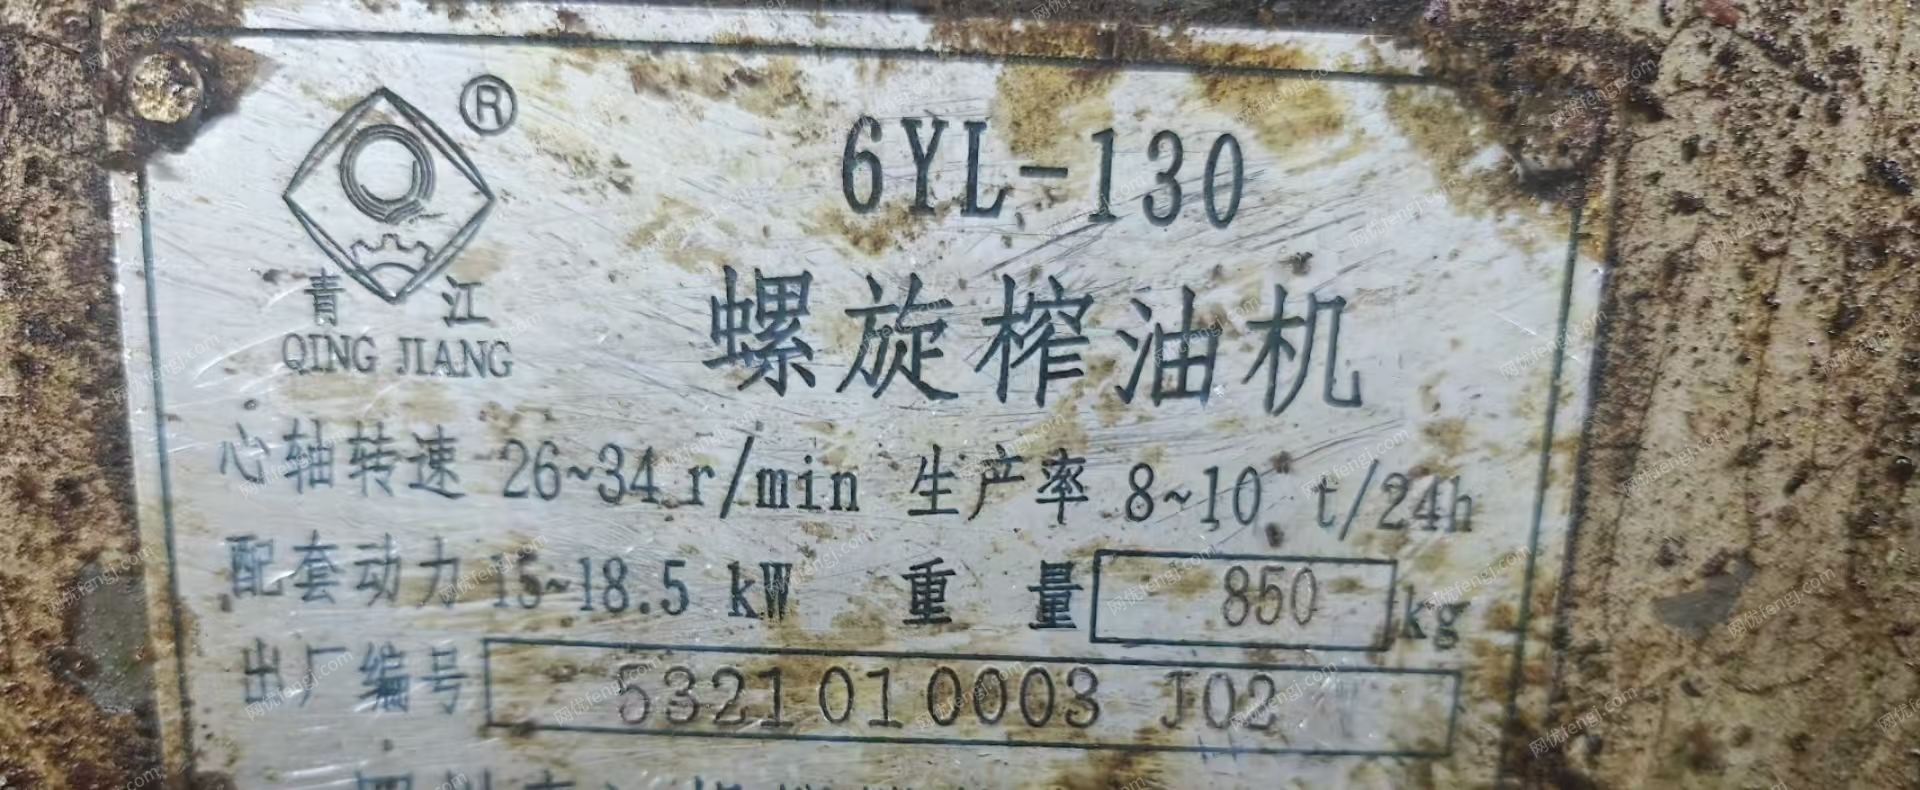 ®
6YL-130
青江
QING JIANG
螺旋榨油机
心轴转速 26~34 r/min 生产率 8~10 t/24h
配套动力 15~18.5 kW 重量 850 kg
出厂编号 5321010003 J02